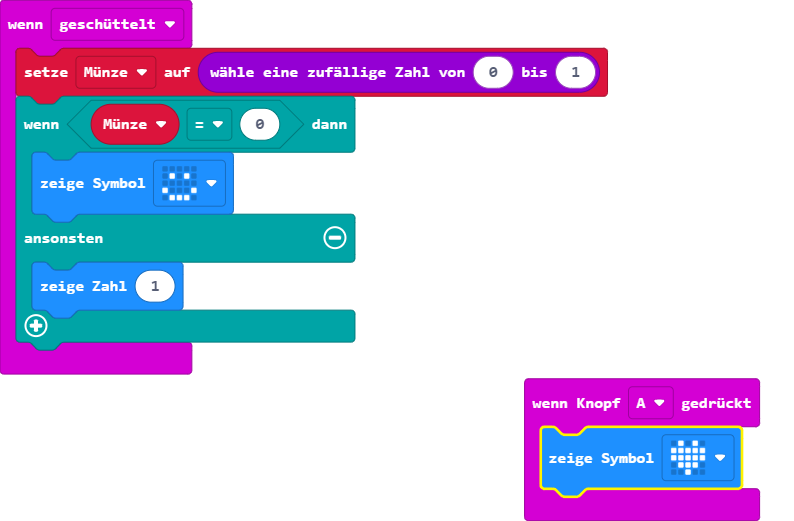 wenn geschüttelt
setze Münze auf wähle eine zufällige Zahl von 0 bis 1
wenn Münze = 0 dann
zeige Symbol
ansonsten
zeige Zahl 1
wenn Knopf A gedrückt
zeige Symbol